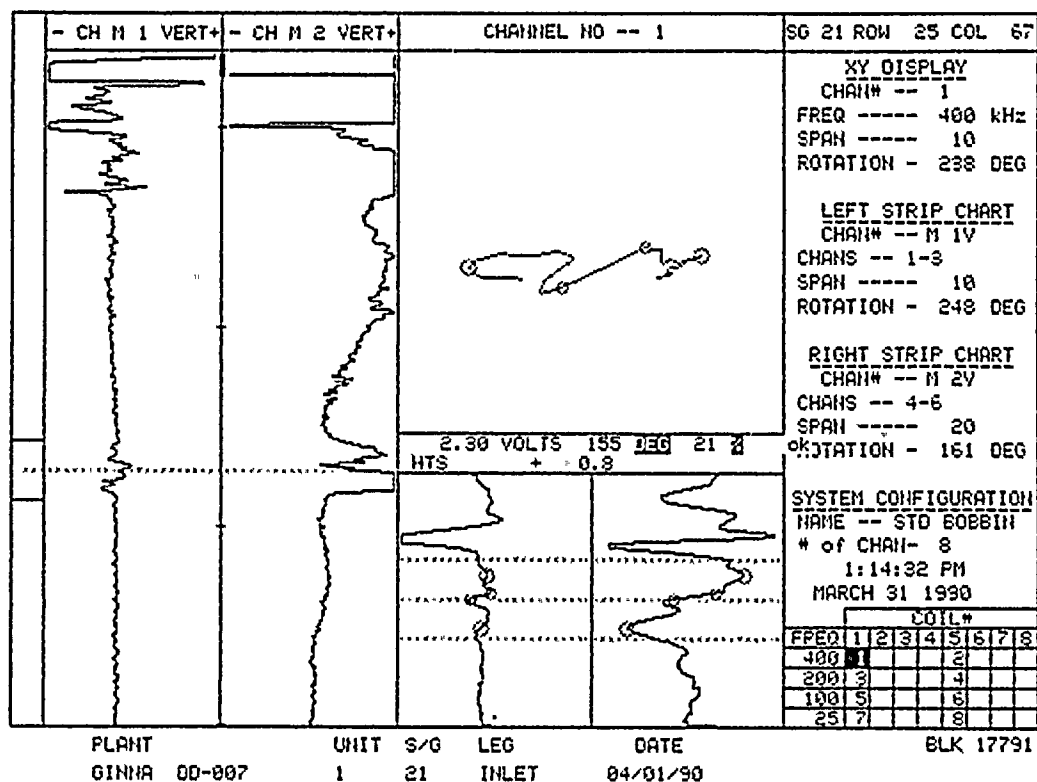 - CH M 1 VERT+ - CH M 2 VERT+ CHANNEL NO -- 1 SG 21 ROW 25 COL 67
XY DISPLAY
CHAN# -- 1
FREQ ----- 400 kHz
SPAN ----- 10
ROTATION - 238 DEG
LEFT STRIP CHART
CHAN# -- M 1V
CHANS -- 1-3
SPAN ----- 10
ROTATION - 248 DEG
RIGHT STRIP CHART
CHAN# -- M 2V
CHANS -- 4-6
SPAN ----- 20
ROTATION - 161 DEG
2.30 VOLTS 155 DEG 21 % ok
HTS + 0.8
SYSTEM CONFIGURATION
NAME -- STD BOBBIN
# of CHAN- 8
1:14:32 PM
MARCH 31 1990
COIL#
FREQ 1 2 3 4 5 6 7 8
400 1 2
200 3 4
100 5 6
25 7 8
PLANT UNIT S/G LEG DATE BLK 17791
GINNA OD-007 1 21 INLET 04/01/90